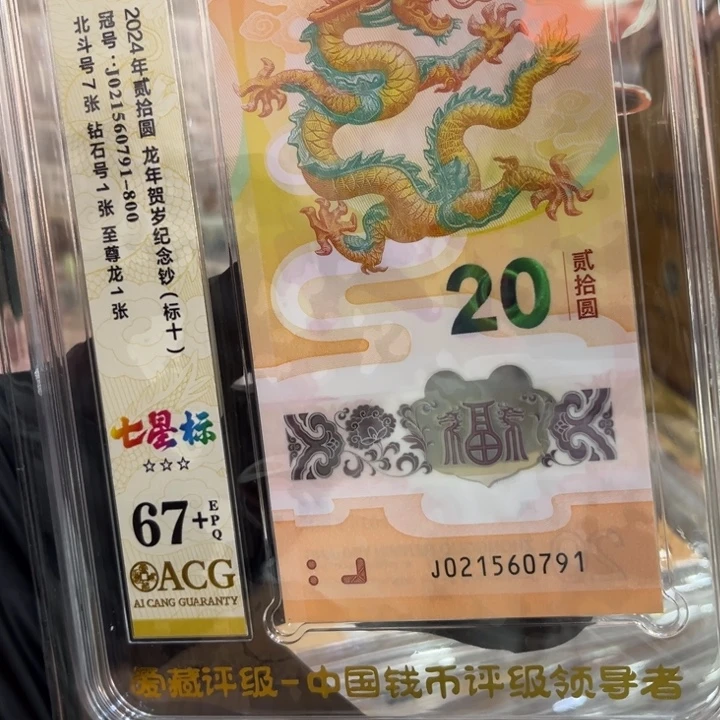 2024年贰拾圆 龙年贺岁纪念钞(标十)
冠号::J021560791-800
北斗号7张 钻石号1张 至尊龙1张
七星标
☆☆☆
67+EPQ
ACG
AI CANG GUARANTY
20
贰拾圆
福
J021560791
爱藏评级-中国钱币评级领导者